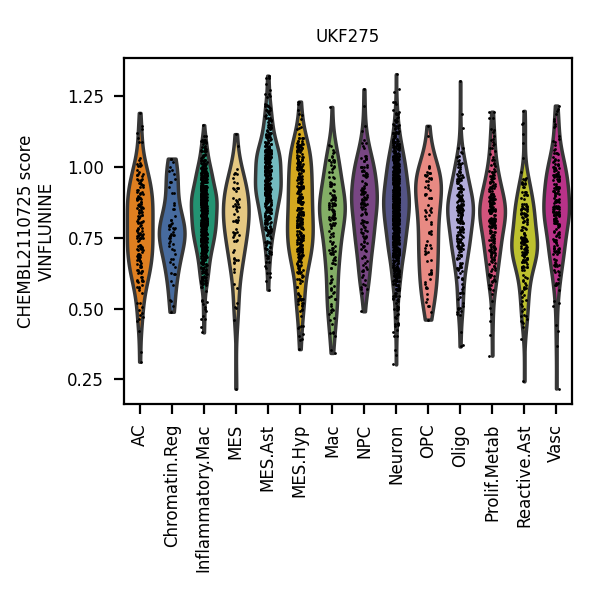 UKF275
CHEMBL2110725 score
VINFLUNINE
1.25
1.00
0.75
0.50
0.25
AC
Chromatin.Reg
Inflammatory.Mac
MES
MES.Ast
MES.Hyp
Mac
NPC
Neuron
OPC
Oligo
Prolif.Metab
Reactive.Ast
Vasc